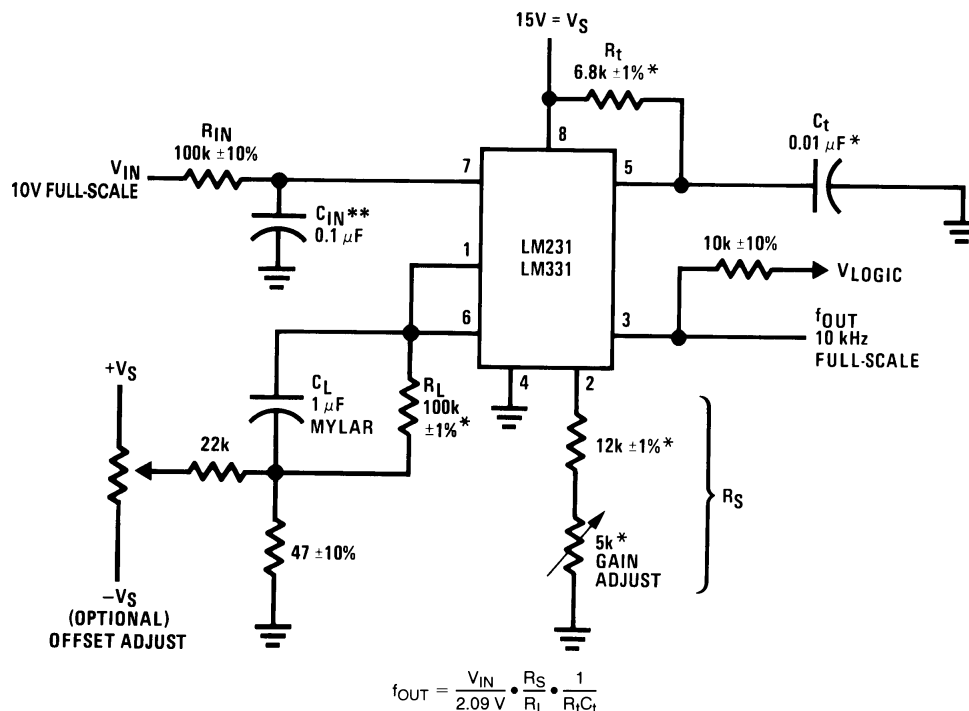 15V = VS
Rt
6.8k ±1% *
8
Ct
0.01 µF *
RIN
100k ±10%
VIN
10V FULL-SCALE
7
5
CIN**
0.1 µF
1
LM231
LM331
10k ±10%
VLOGIC
6
3
fOUT
10 kHz
FULL-SCALE
4
2
+VS
CL
1 µF
MYLAR
RL
100k
±1%*
12k ±1% *
22k
RS
47 ±10%
5k*
GAIN
ADJUST
−VS
(OPTIONAL)
OFFSET ADJUST
fOUT = VIN/2.09 V • RS/RL • 1/RtCt